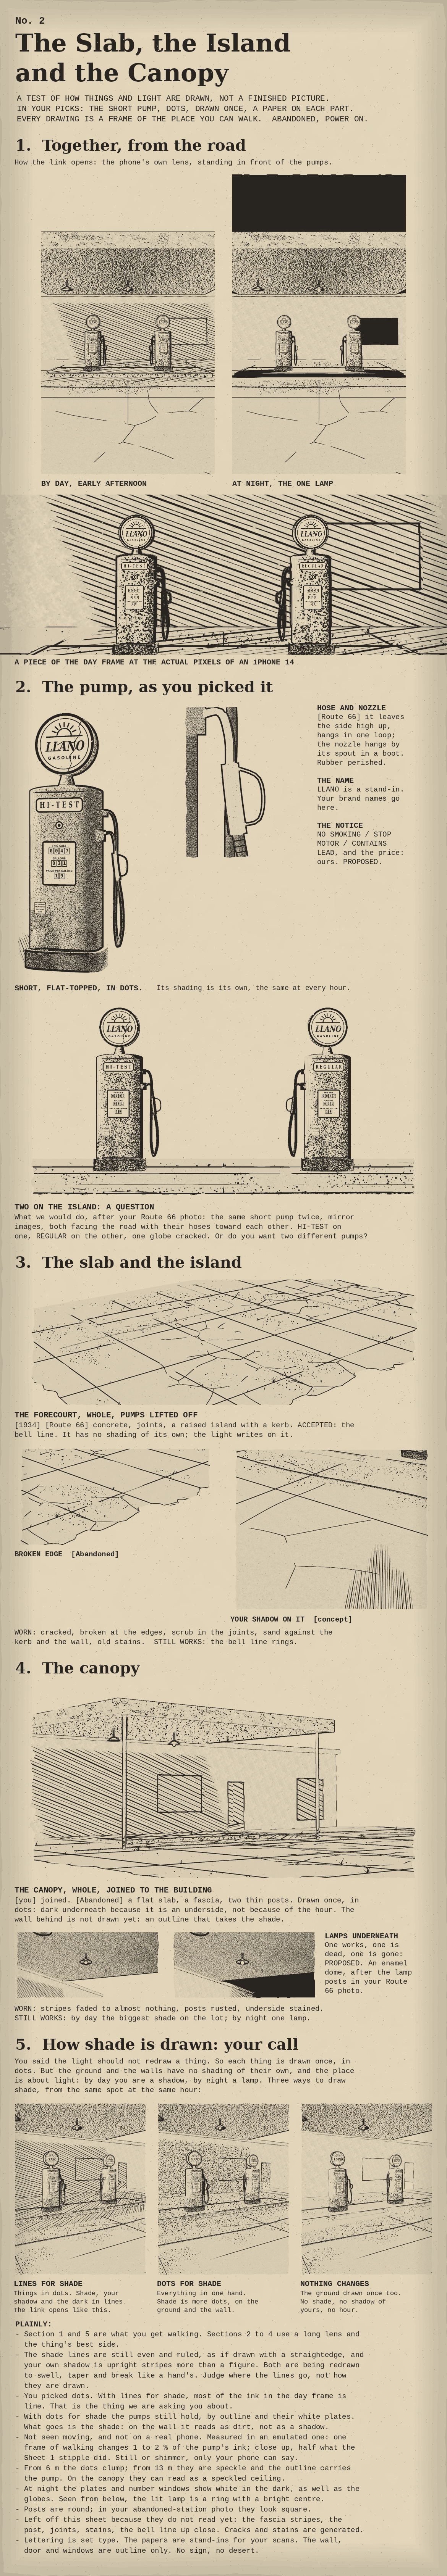 No. 2
The Slab, the Island
and the Canopy
A TEST OF HOW THINGS AND LIGHT ARE DRAWN, NOT A FINISHED PICTURE.
IN YOUR PICKS: THE SHORT PUMP, DOTS, DRAWN ONCE, A PAPER ON EACH PART.
EVERY DRAWING IS A FRAME OF THE PLACE YOU CAN WALK.  ABANDONED, POWER ON.
1.  Together, from the road
How the link opens: the phone's own lens, standing in front of the pumps.
BY DAY, EARLY AFTERNOON
AT NIGHT, THE ONE LAMP
LLANO
GASOLINE
HI-TEST
LLANO
GASOLINE
REGULAR
A PIECE OF THE DAY FRAME AT THE ACTUAL PIXELS OF AN iPHONE 14
2.  The pump, as you picked it
LLANO
GASOLINE
HI-TEST
HOSE AND NOZZLE
[Route 66] it leaves
the side high up,
hangs in one loop;
the nozzle hangs by
its spout in a boot.
Rubber perished.
THE NAME
LLANO is a stand-in.
Your brand names go
here.
THE NOTICE
NO SMOKING / STOP
MOTOR / CONTAINS
LEAD, and the price:
ours. PROPOSED.
SHORT, FLAT-TOPPED, IN DOTS.
Its shading is its own, the same at every hour.
LLANO
GASOLINE
HI-TEST
LLANO
GASOLINE
REGULAR
TWO ON THE ISLAND: A QUESTION
What we would do, after your Route 66 photo: the same short pump twice, mirror
images, both facing the road with their hoses toward each other. HI-TEST on
one, REGULAR on the other, one globe cracked. Or do you want two different pumps?
3.  The slab and the island
THE FORECOURT, WHOLE, PUMPS LIFTED OFF
[1934] [Route 66] concrete, joints, a raised island with a kerb. ACCEPTED: the
bell line. It has no shading of its own; the light writes on it.
BROKEN EDGE  [Abandoned]
YOUR SHADOW ON IT  [concept]
WORN: cracked, broken at the edges, scrub in the joints, sand against the
kerb and the wall, old stains.  STILL WORKS: the bell line rings.
4.  The canopy
THE CANOPY, WHOLE, JOINED TO THE BUILDING
[you] joined. [Abandoned] a flat slab, a fascia, two thin posts. Drawn once, in
dots: dark underneath because it is an underside, not because of the hour. The
wall behind is not drawn yet: an outline that takes the shade.
LAMPS UNDERNEATH
One works, one is
dead, one is gone:
PROPOSED. An enamel
dome, after the lamp
posts in your Route
66 photo.
WORN: stripes faded to almost nothing, posts rusted, underside stained.
STILL WORKS: by day the biggest shade on the lot; by night one lamp.
5.  How shade is drawn: your call
You said the light should not redraw a thing. So each thing is drawn once, in
dots. But the ground and the walls have no shading of their own, and the place
is about light: by day you are a shadow, by night a lamp. Three ways to draw
shade, from the same spot at the same hour:
LINES FOR SHADE
Things in dots. Shade, your
shadow and the dark in lines.
The link opens like this.
DOTS FOR SHADE
Everything in one hand.
Shade is more dots, on the
ground and the wall.
NOTHING CHANGES
The ground drawn once too.
No shade, no shadow of
yours, no hour.
PLAINLY:
- Section 1 and 5 are what you get walking. Sections 2 to 4 use a long lens and
the thing's best side.
- The shade lines are still even and ruled, as if drawn with a straightedge, and
your own shadow is upright stripes more than a figure. Both are being redrawn
to swell, taper and break like a hand's. Judge where the lines go, not how
they are drawn.
- You picked dots. With lines for shade, most of the ink in the day frame is
line. That is the thing we are asking you about.
- With dots for shade the pumps still hold, by outline and their white plates.
What goes is the shade: on the wall it reads as dirt, not as a shadow.
- Not seen moving, and not on a real phone. Measured in an emulated one: one
frame of walking changes 1 to 2 % of the pump's ink; close up, half what the
Sheet 1 stipple did. Still or shimmer, only your phone can say.
- From 6 m the dots clump; from 13 m they are speckle and the outline carries
the pump. On the canopy they can read as a speckled ceiling.
- At night the plates and number windows show white in the dark, as well as the
globes. Seen from below, the lit lamp is a ring with a bright centre.
- Posts are round; in your abandoned-station photo they look square.
- Left off this sheet because they do not read yet: the fascia stripes, the
post, joints, stains, the bell line up close. Cracks and stains are generated.
- Lettering is set type. The papers are stand-ins for your scans. The wall,
door and windows are outline only. No sign, no desert.